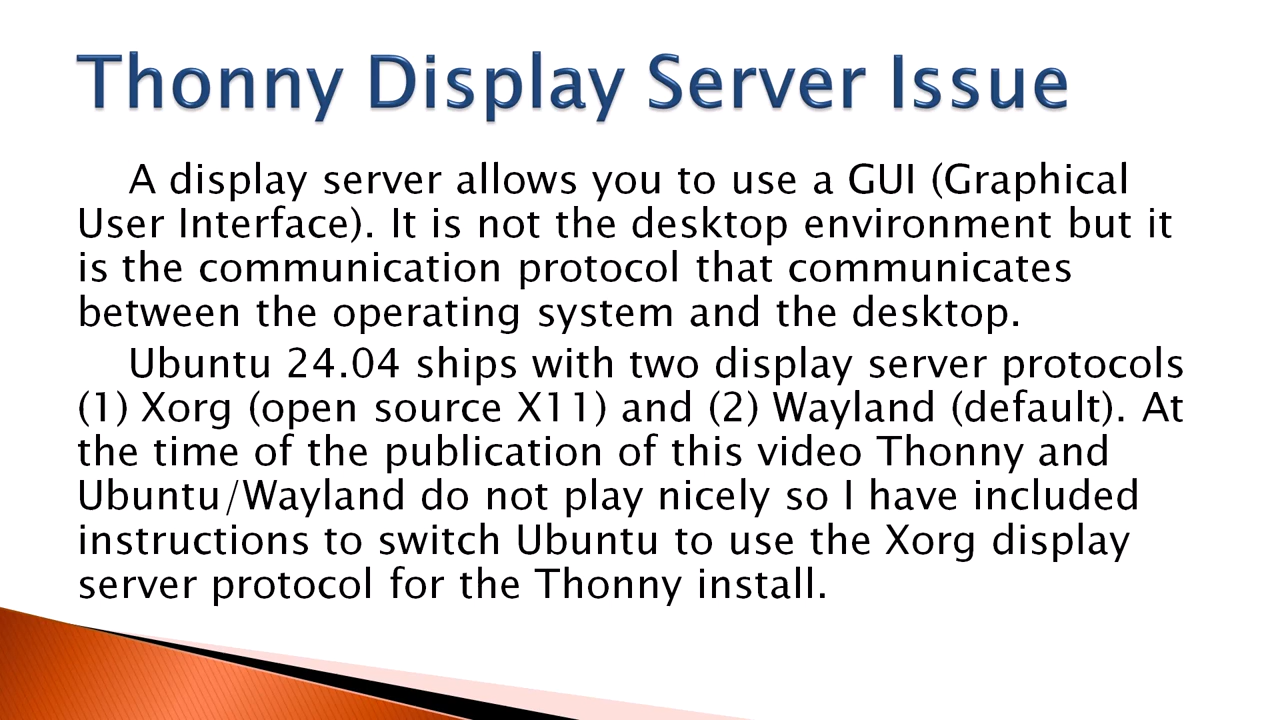 Thonny Display Server Issue
A display server allows you to use a GUI (Graphical
User Interface). It is not the desktop environment but it
is the communication protocol that communicates
between the operating system and the desktop.
Ubuntu 24.04 ships with two display server protocols
(1) Xorg (open source X11) and (2) Wayland (default). At
the time of the publication of this video Thonny and
Ubuntu/Wayland do not play nicely so I have included
instructions to switch Ubuntu to use the Xorg display
server protocol for the Thonny install.